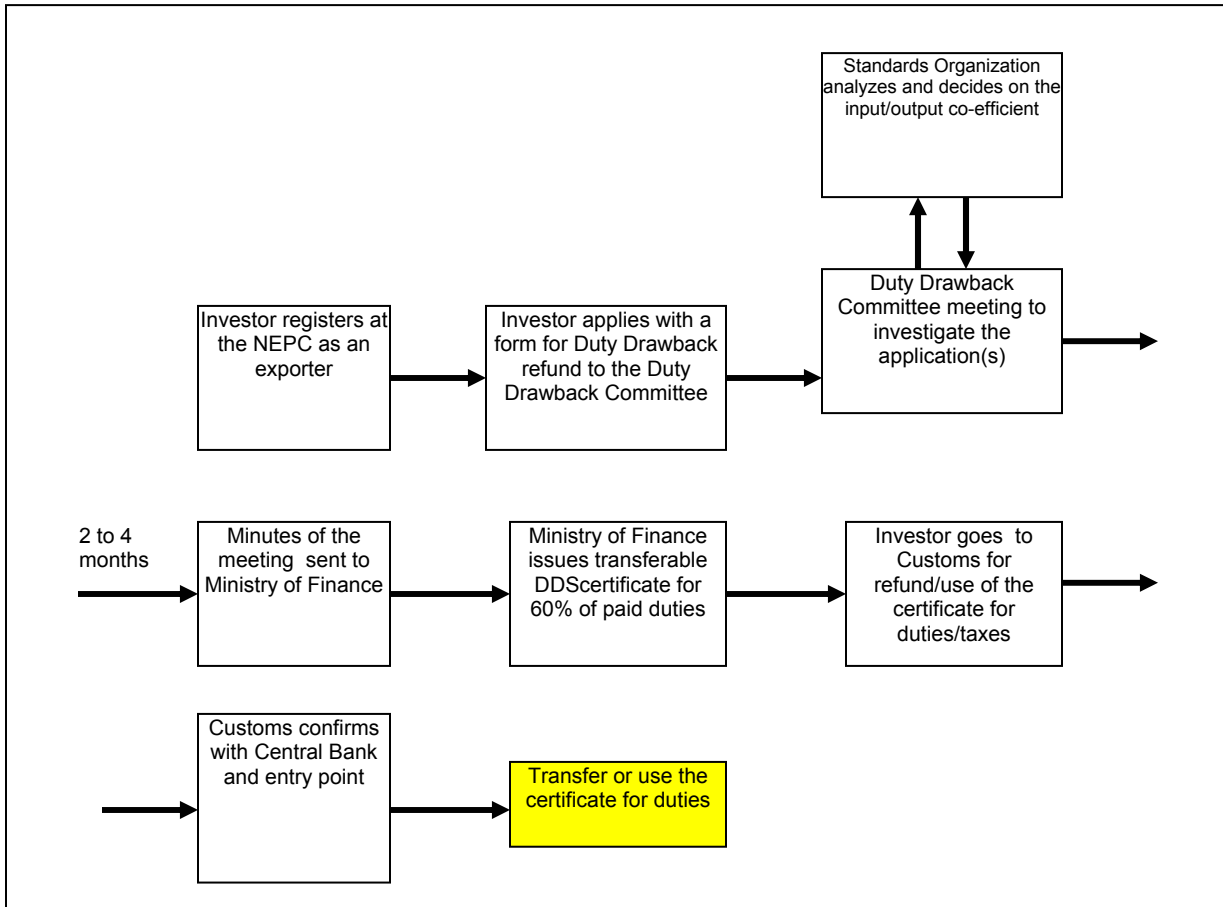 Standards Organization
analyzes and decides on the
input/output co-efficient
Investor registers at
the NEPC as an
exporter
Investor applies with a
form for Duty Drawback
refund to the Duty
Drawback Committee
Duty Drawback
Committee meeting to
investigate the
application(s)
2 to 4
months
Minutes of the
meeting sent to
Ministry of Finance
Ministry of Finance
issues transferable
DDScertificate for
60% of paid duties
Investor goes to
Customs for
refund/use of the
certificate for
duties/taxes
Customs confirms
with Central Bank
and entry point
Transfer or use the
certificate for duties